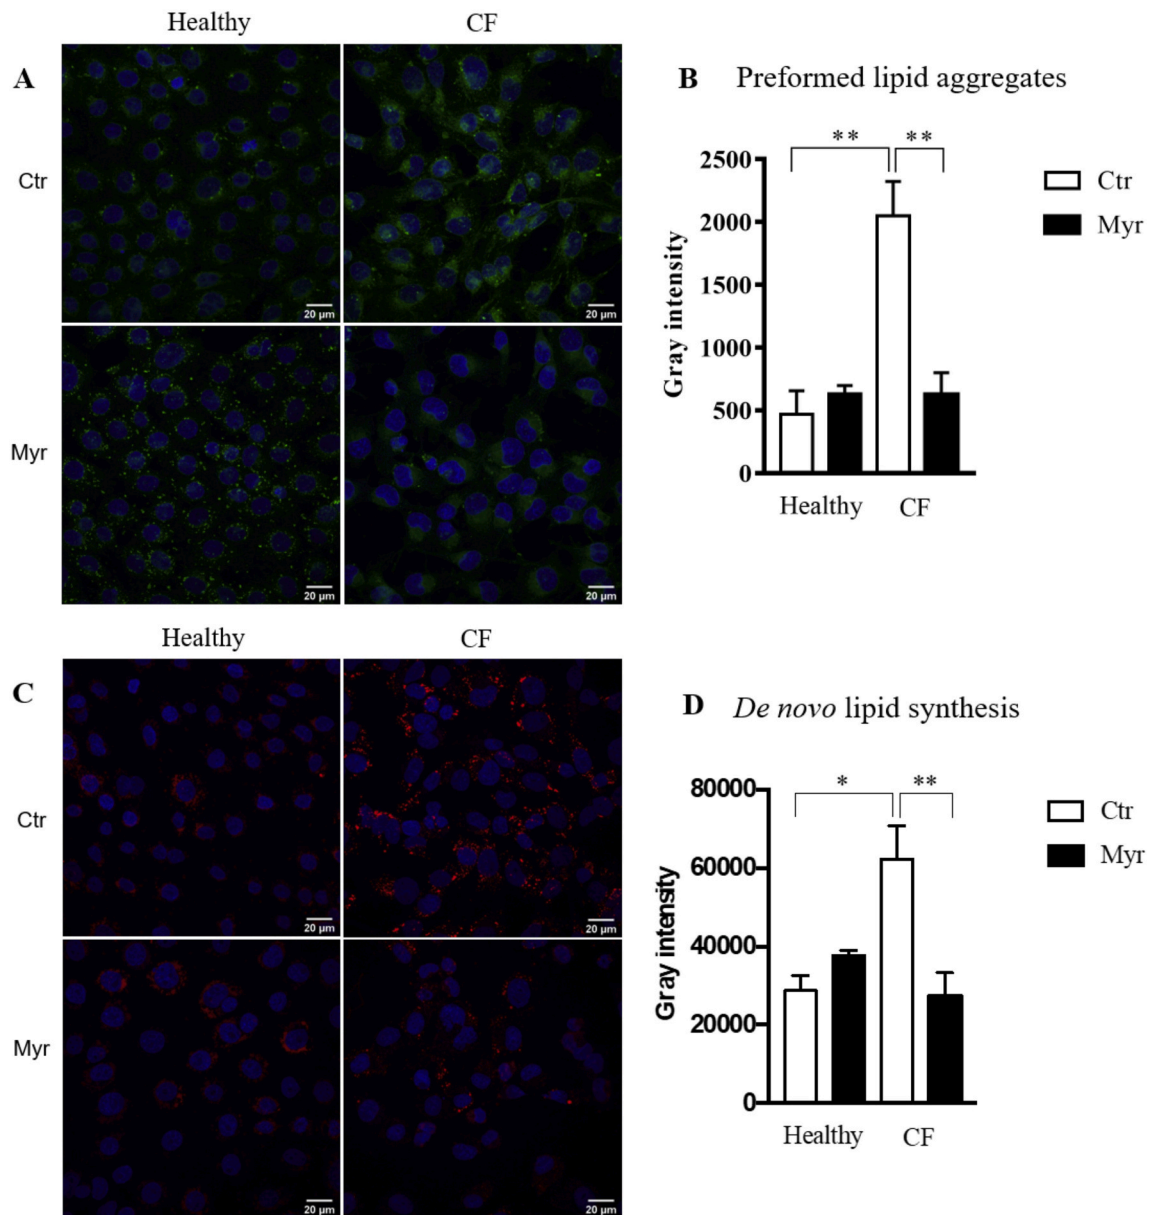 Healthy CF
A
Ctr
20 µm 20 µm
Myr
20 µm 20 µm
B Preformed lipid aggregates
** **
2500
2000
1500
1000
500
0
Gray intensity
Healthy CF
Ctr
Myr
Healthy CF
C
Ctr
20 µm 20 µm
Myr
20 µm 20 µm
D De novo lipid synthesis
* **
80000
60000
40000
20000
0
Gray intensity
Healthy CF
Ctr
Myr